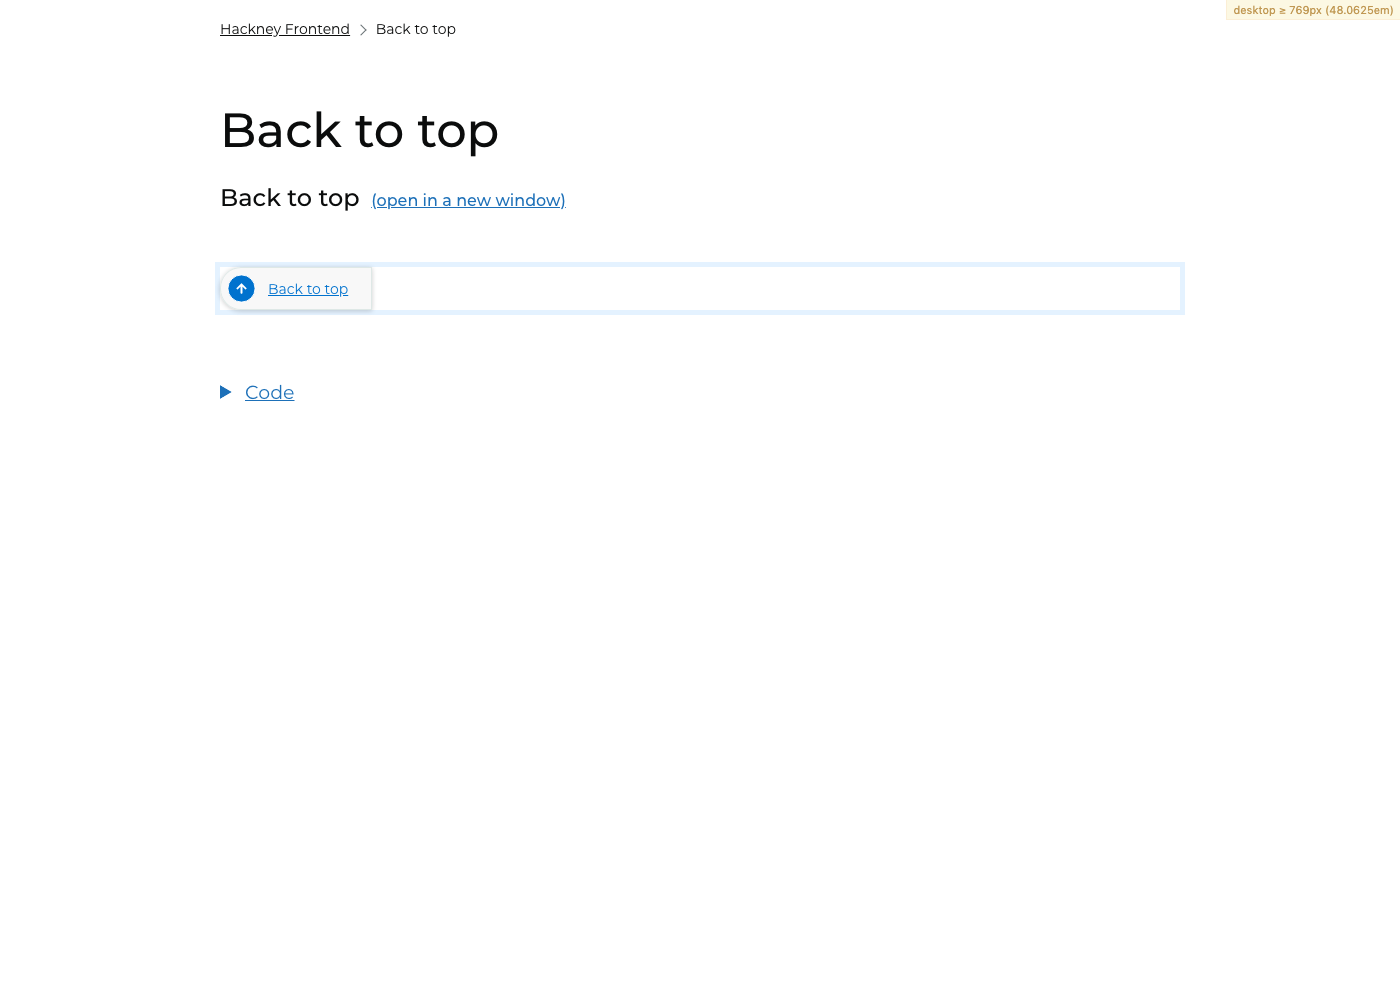 desktop ≥ 769px (48.0625em)
Hackney Frontend Back to top
Back to top
Back to top (open in a new window)
Back to top
Code